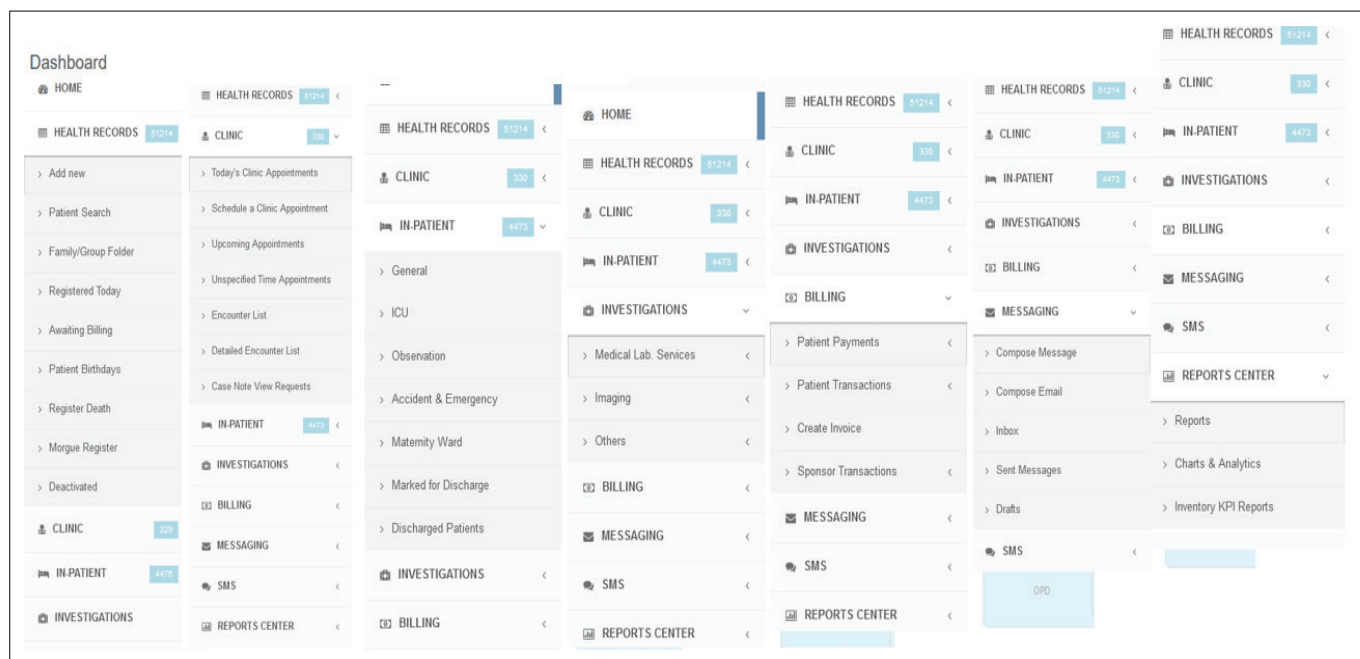 Dashboard
HOME
HEALTH RECORDS 51214
Add new
Patient Search
Family/Group Folder
Registered Today
Awaiting Billing
Patient Birthdays
Register Death
Morgue Register
Deactivated
CLINIC 329
IN-PATIENT 4476
INVESTIGATIONS
HEALTH RECORDS 51214
CLINIC 330
Today's Clinic Appointments
Schedule a Clinic Appointment
Upcoming Appointments
Unspecified Time Appointments
Encounter List
Detailed Encounter List
Case Note View Requests
IN-PATIENT 4473
INVESTIGATIONS
BILLING
MESSAGING
SMS
REPORTS CENTER
HEALTH RECORDS 51214
CLINIC 330
IN-PATIENT 4473
General
ICU
Observation
Accident & Emergency
Maternity Ward
Marked for Discharge
Discharged Patients
INVESTIGATIONS
BILLING
HOME
HEALTH RECORDS 51214
CLINIC 330
IN-PATIENT 4473
INVESTIGATIONS
Medical Lab. Services
Imaging
Others
BILLING
MESSAGING
SMS
REPORTS CENTER
HEALTH RECORDS 51214
CLINIC 330
IN-PATIENT 4473
INVESTIGATIONS
BILLING
Patient Payments
Patient Transactions
Create Invoice
Sponsor Transactions
MESSAGING
SMS
REPORTS CENTER
HEALTH RECORDS 51214
CLINIC 330
IN-PATIENT 4473
INVESTIGATIONS
BILLING
MESSAGING
Compose Message
Compose Email
Inbox
Sent Messages
Drafts
SMS
OPD
HEALTH RECORDS 51214
CLINIC 330
IN-PATIENT 4473
INVESTIGATIONS
BILLING
MESSAGING
SMS
REPORTS CENTER
Reports
Charts & Analytics
Inventory KPI Reports